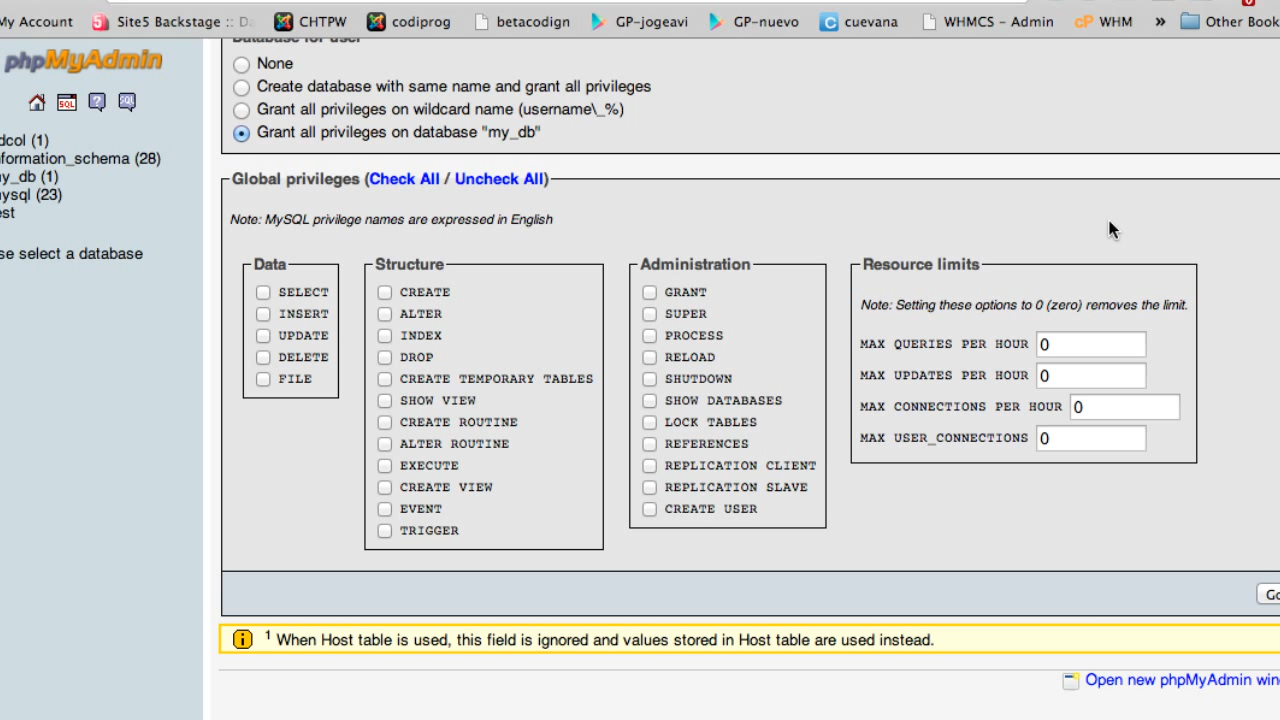 My Account Site5 Backstage :: Da CHTPW codiprog betacodign GP-jogeavi GP-nuevo cuevana WHMCS - Admin cP WHM » Other Book
phpMyAdmin
Database for user
None
Create database with same name and grant all privileges
Grant all privileges on wildcard name (username\_%)
Grant all privileges on database "my_db"
SQL ? SQL
dcol (1)
nformation_schema (28)
y_db (1)
ysql (23)
est
se select a database
Global privileges (Check All / Uncheck All)
Note: MySQL privilege names are expressed in English
Data
SELECT
INSERT
UPDATE
DELETE
FILE
Structure
CREATE
ALTER
INDEX
DROP
CREATE TEMPORARY TABLES
SHOW VIEW
CREATE ROUTINE
ALTER ROUTINE
EXECUTE
CREATE VIEW
EVENT
TRIGGER
Administration
GRANT
SUPER
PROCESS
RELOAD
SHUTDOWN
SHOW DATABASES
LOCK TABLES
REFERENCES
REPLICATION CLIENT
REPLICATION SLAVE
CREATE USER
Resource limits
Note: Setting these options to 0 (zero) removes the limit.
MAX QUERIES PER HOUR 0
MAX UPDATES PER HOUR 0
MAX CONNECTIONS PER HOUR 0
MAX USER_CONNECTIONS 0
Go
1 When Host table is used, this field is ignored and values stored in Host table are used instead.
Open new phpMyAdmin win